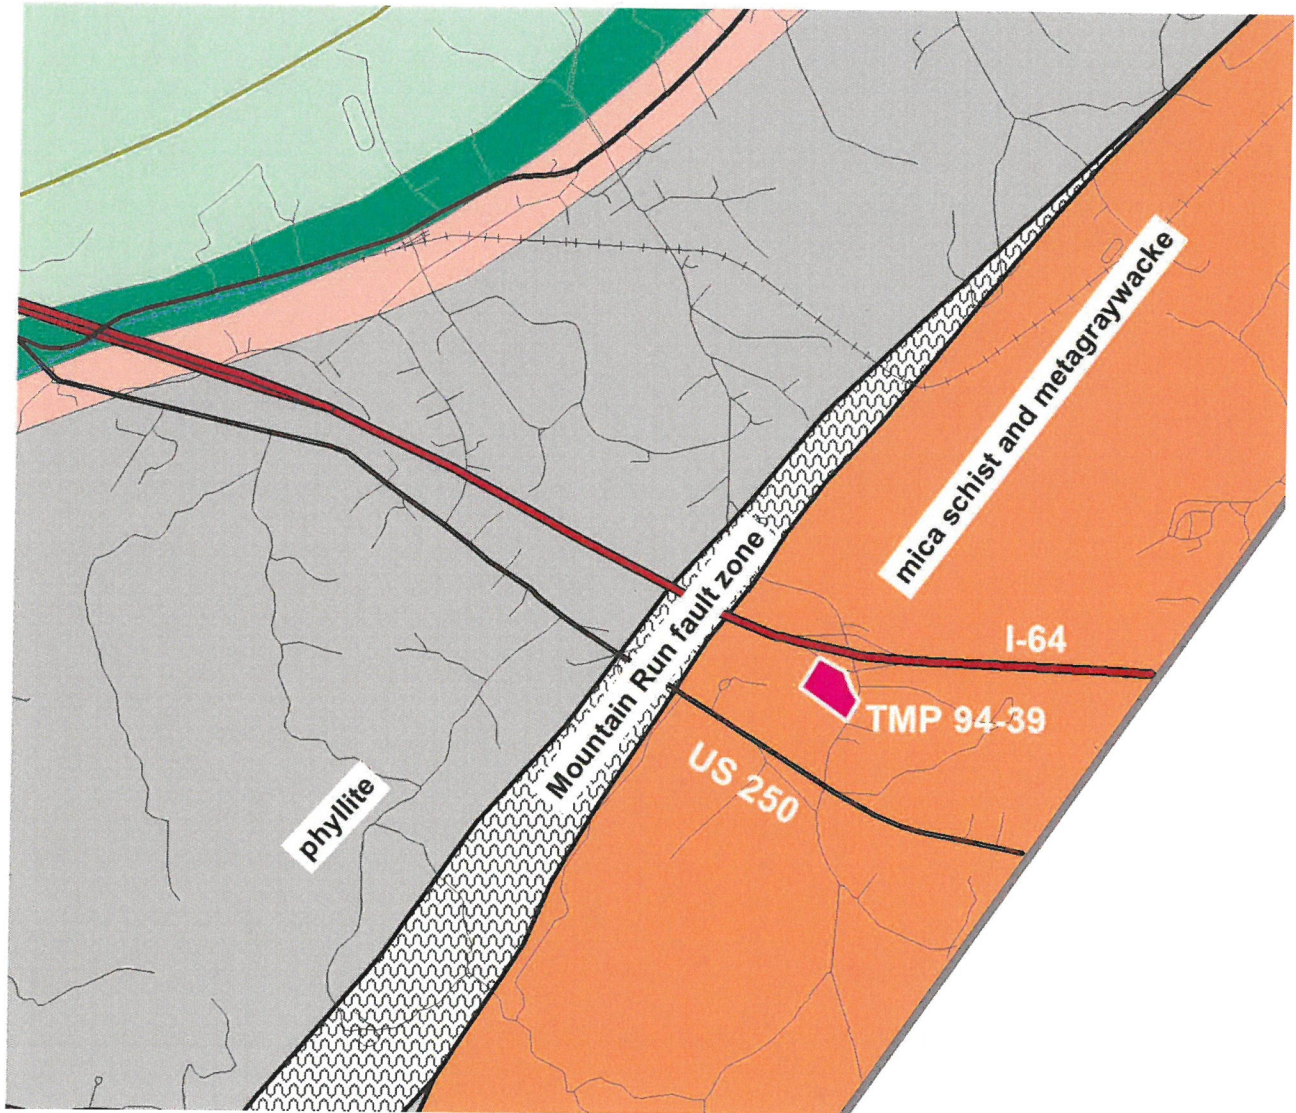 mica schist and metagraywacke
Mountain Run fault zone
I-64
TMP 94-39
US 250
phyllite